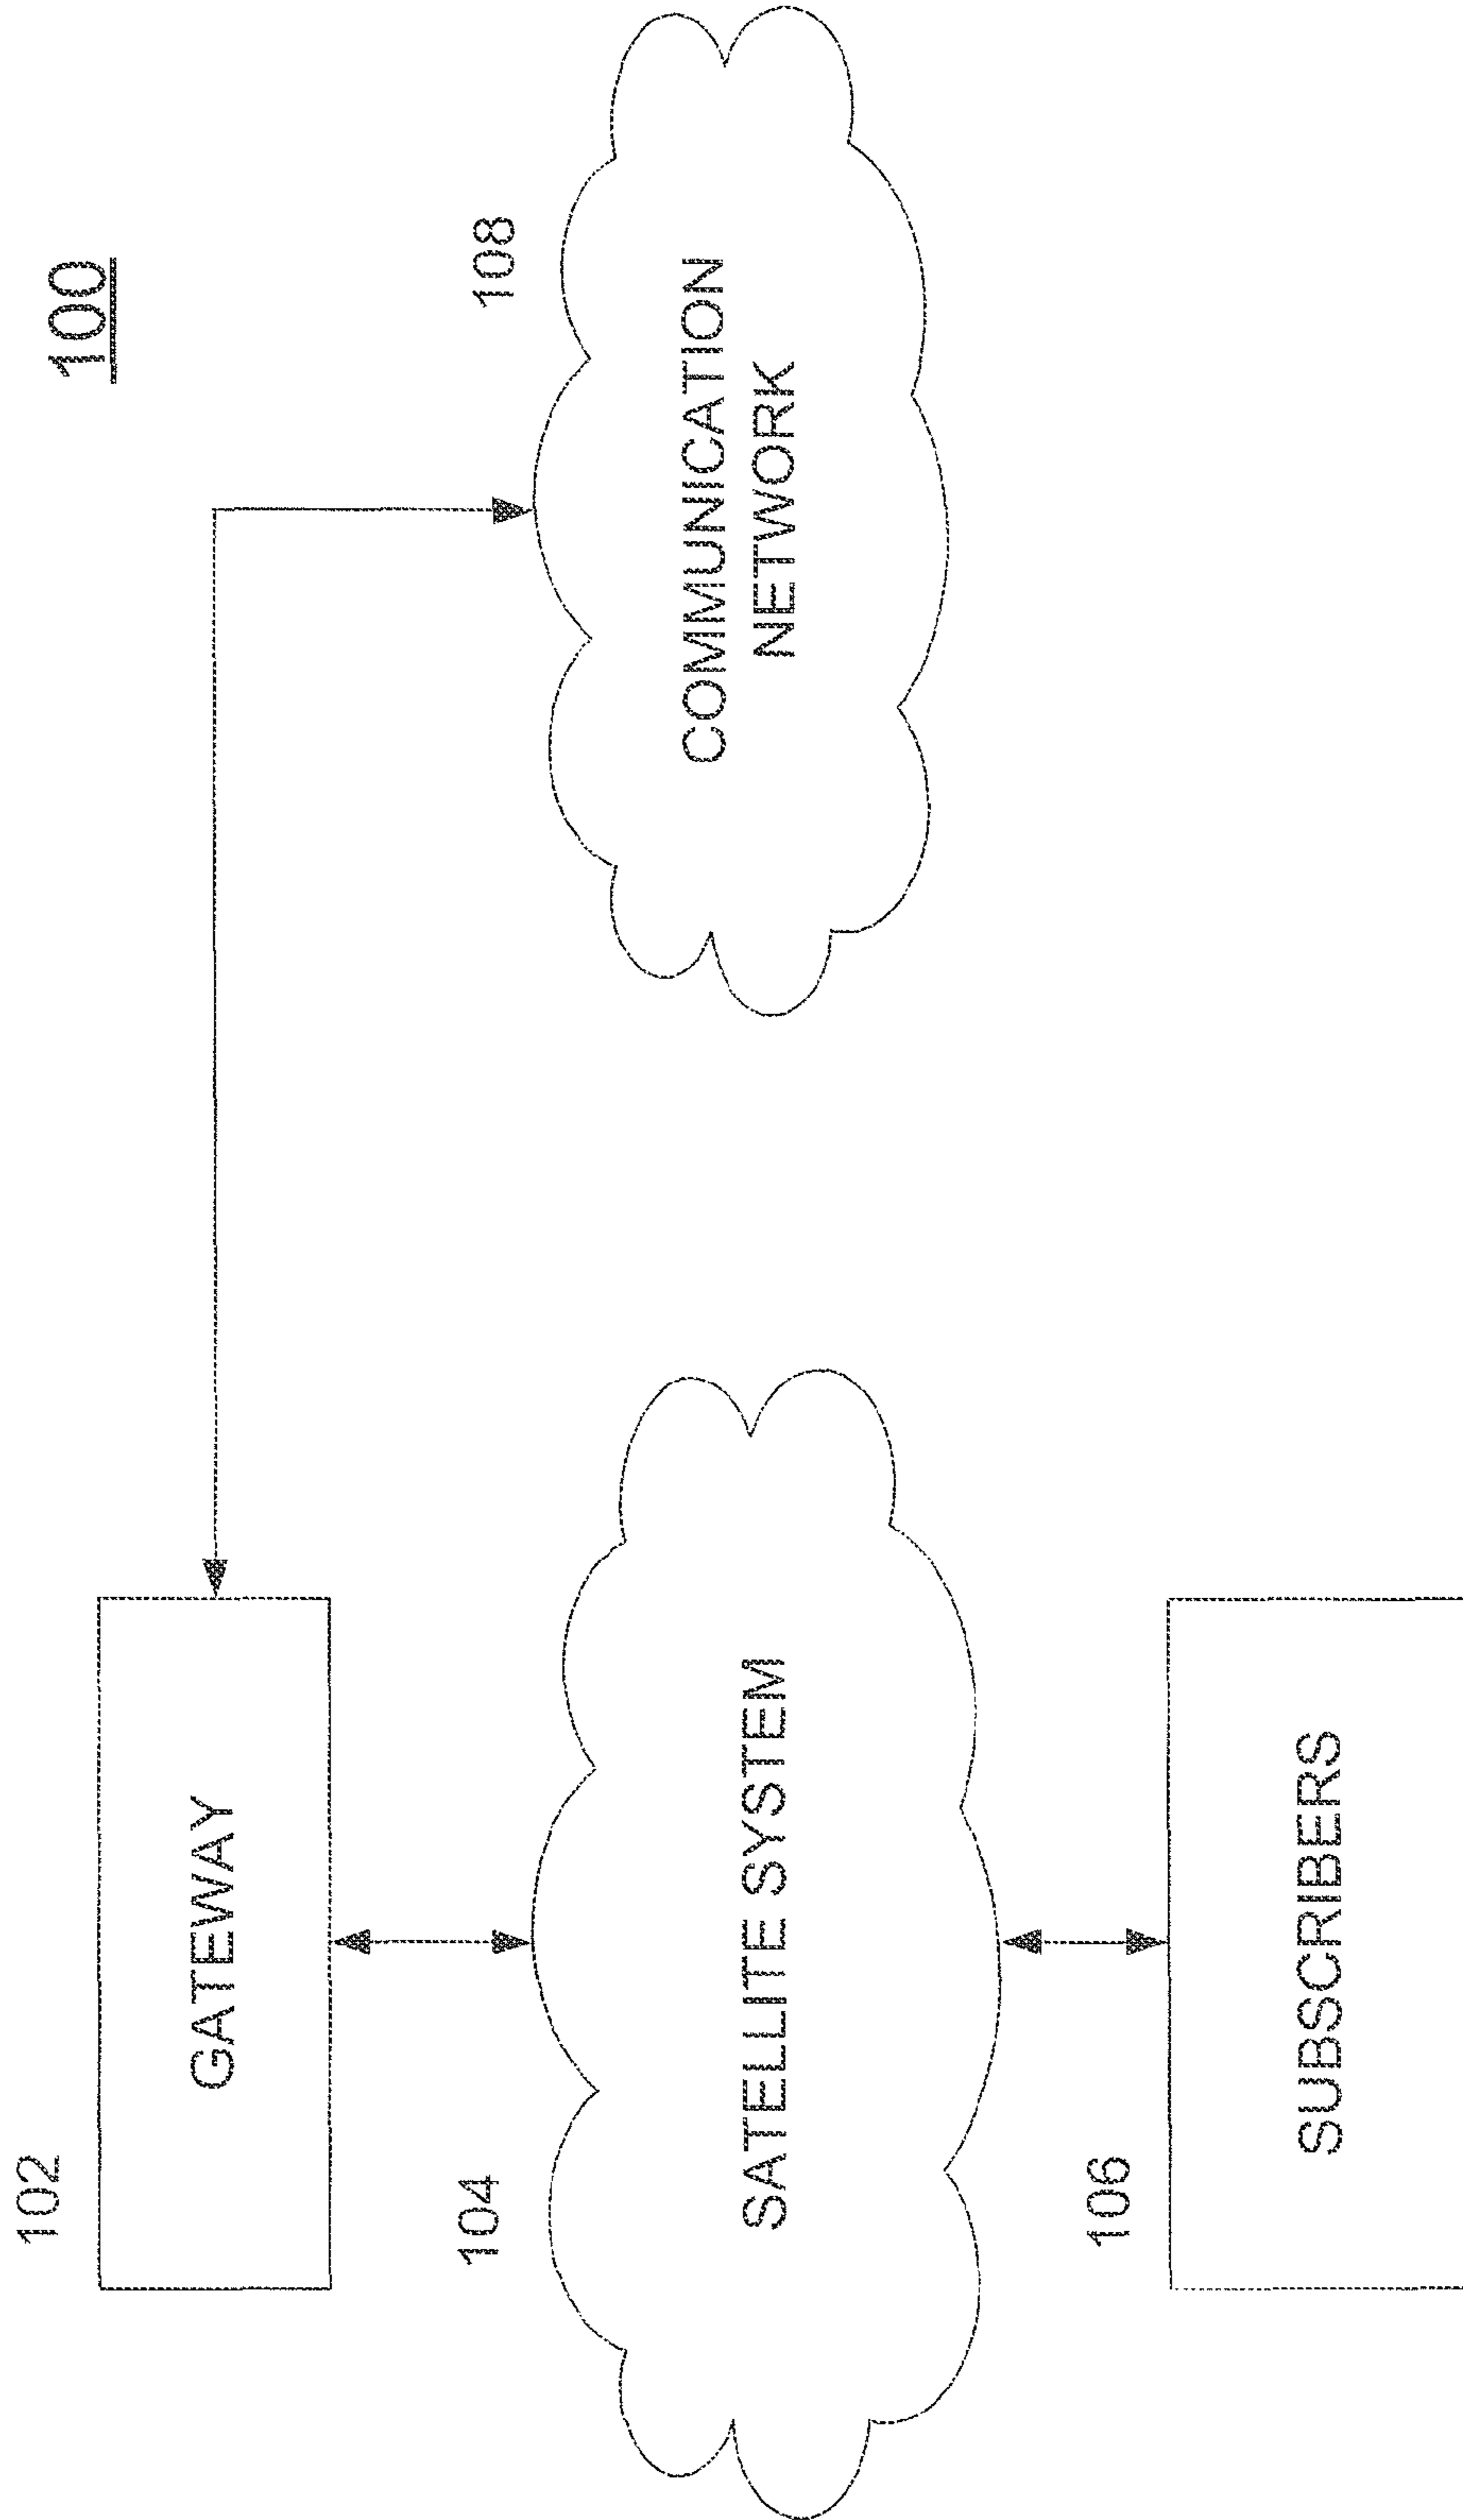 100
102
GATEWAY
104
SATELLITE SYSTEM
108
COMMUNICATION
NETWORK
106
SUBSCRIBERS